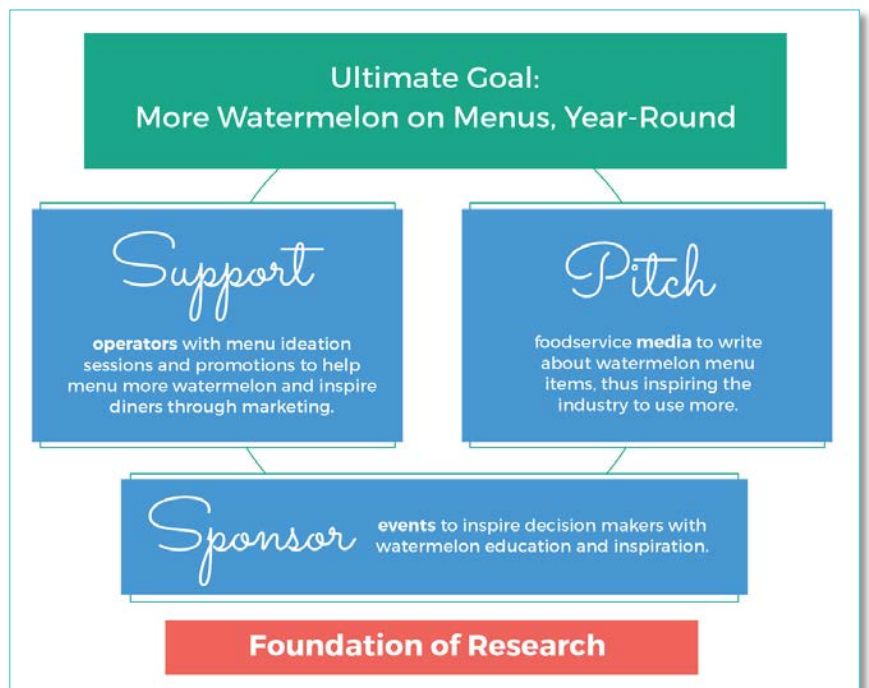 Ultimate Goal:
More Watermelon on Menus, Year-Round
Support
operators with menu ideation
sessions and promotions to help
menu more watermelon and inspire
diners through marketing.
Pitch
foodservice media to write
about watermelon menu
items, thus inspiring the
industry to use more.
Sponsor
events to inspire decision makers with
watermelon education and inspiration.
Foundation of Research